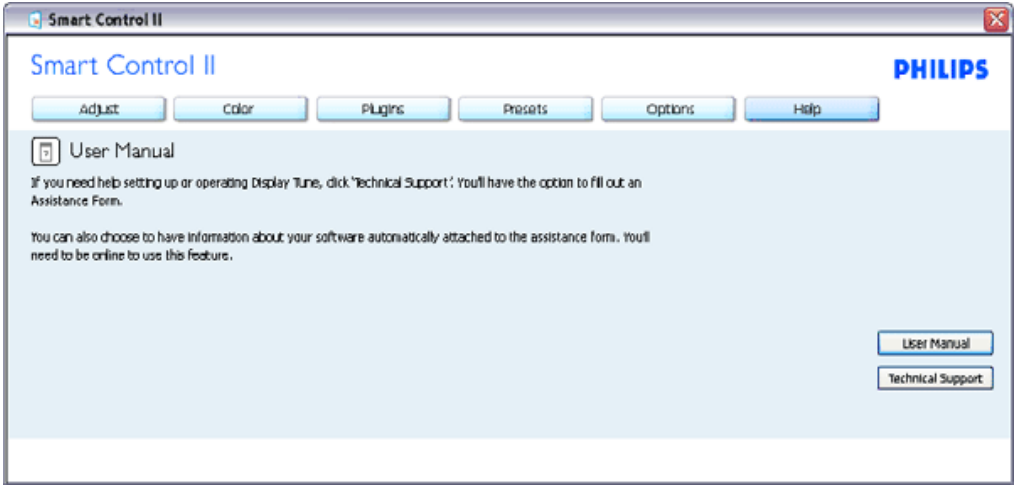 Smart Control II
Smart Control II
PHILIPS
Adjust Color Plugins Presets Options Help
User Manual
If you need help setting up or operating Display Tune, click 'Technical Support'. You'll have the option to fill out an
Assistance Form.
You can also choose to have information about your software automatically attached to the assistance form. You'll
need to be online to use this feature.
User Manual
Technical Support